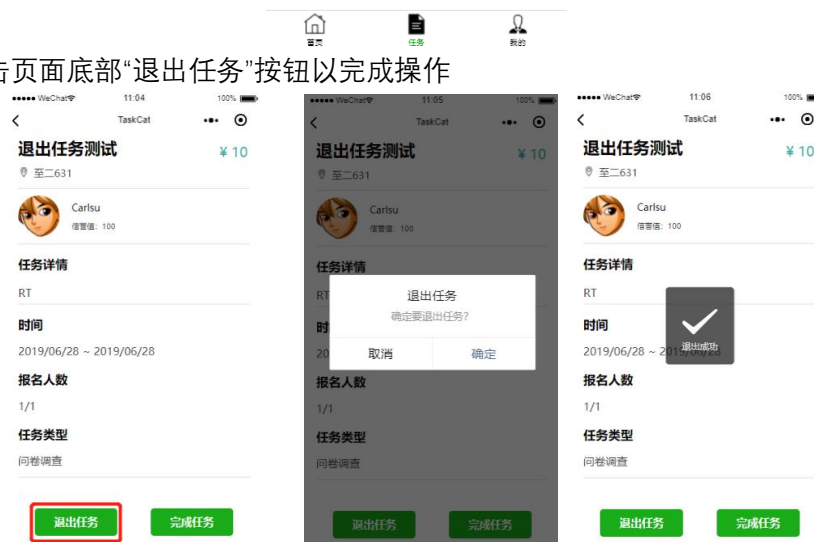 首页 任务 我的
击页面底部“退出任务”按钮以完成操作
WeChat 11:04 100%
TaskCat
退出任务测试 ¥ 10
至二631
Carlsu
信誉值: 100
任务详情
RT
时间
2019/06/28 ~ 2019/06/28
报名人数
1/1
任务类型
问卷调查
退出任务 完成任务
WeChat 11:05 100%
TaskCat
退出任务测试 ¥ 10
至二631
Carlsu
信誉值: 100
任务详情
RT
退出任务
确定要退出任务?
时
20
取消 确定
报名人数
1/1
任务类型
问卷调查
退出任务 完成任务
WeChat 11:06 100%
TaskCat
退出任务测试 ¥ 10
至二631
Carlsu
信誉值: 100
任务详情
RT
时间
退出成功
2019/06/28 ~ 2019/06/28
报名人数
1/1
任务类型
问卷调查
退出任务 完成任务